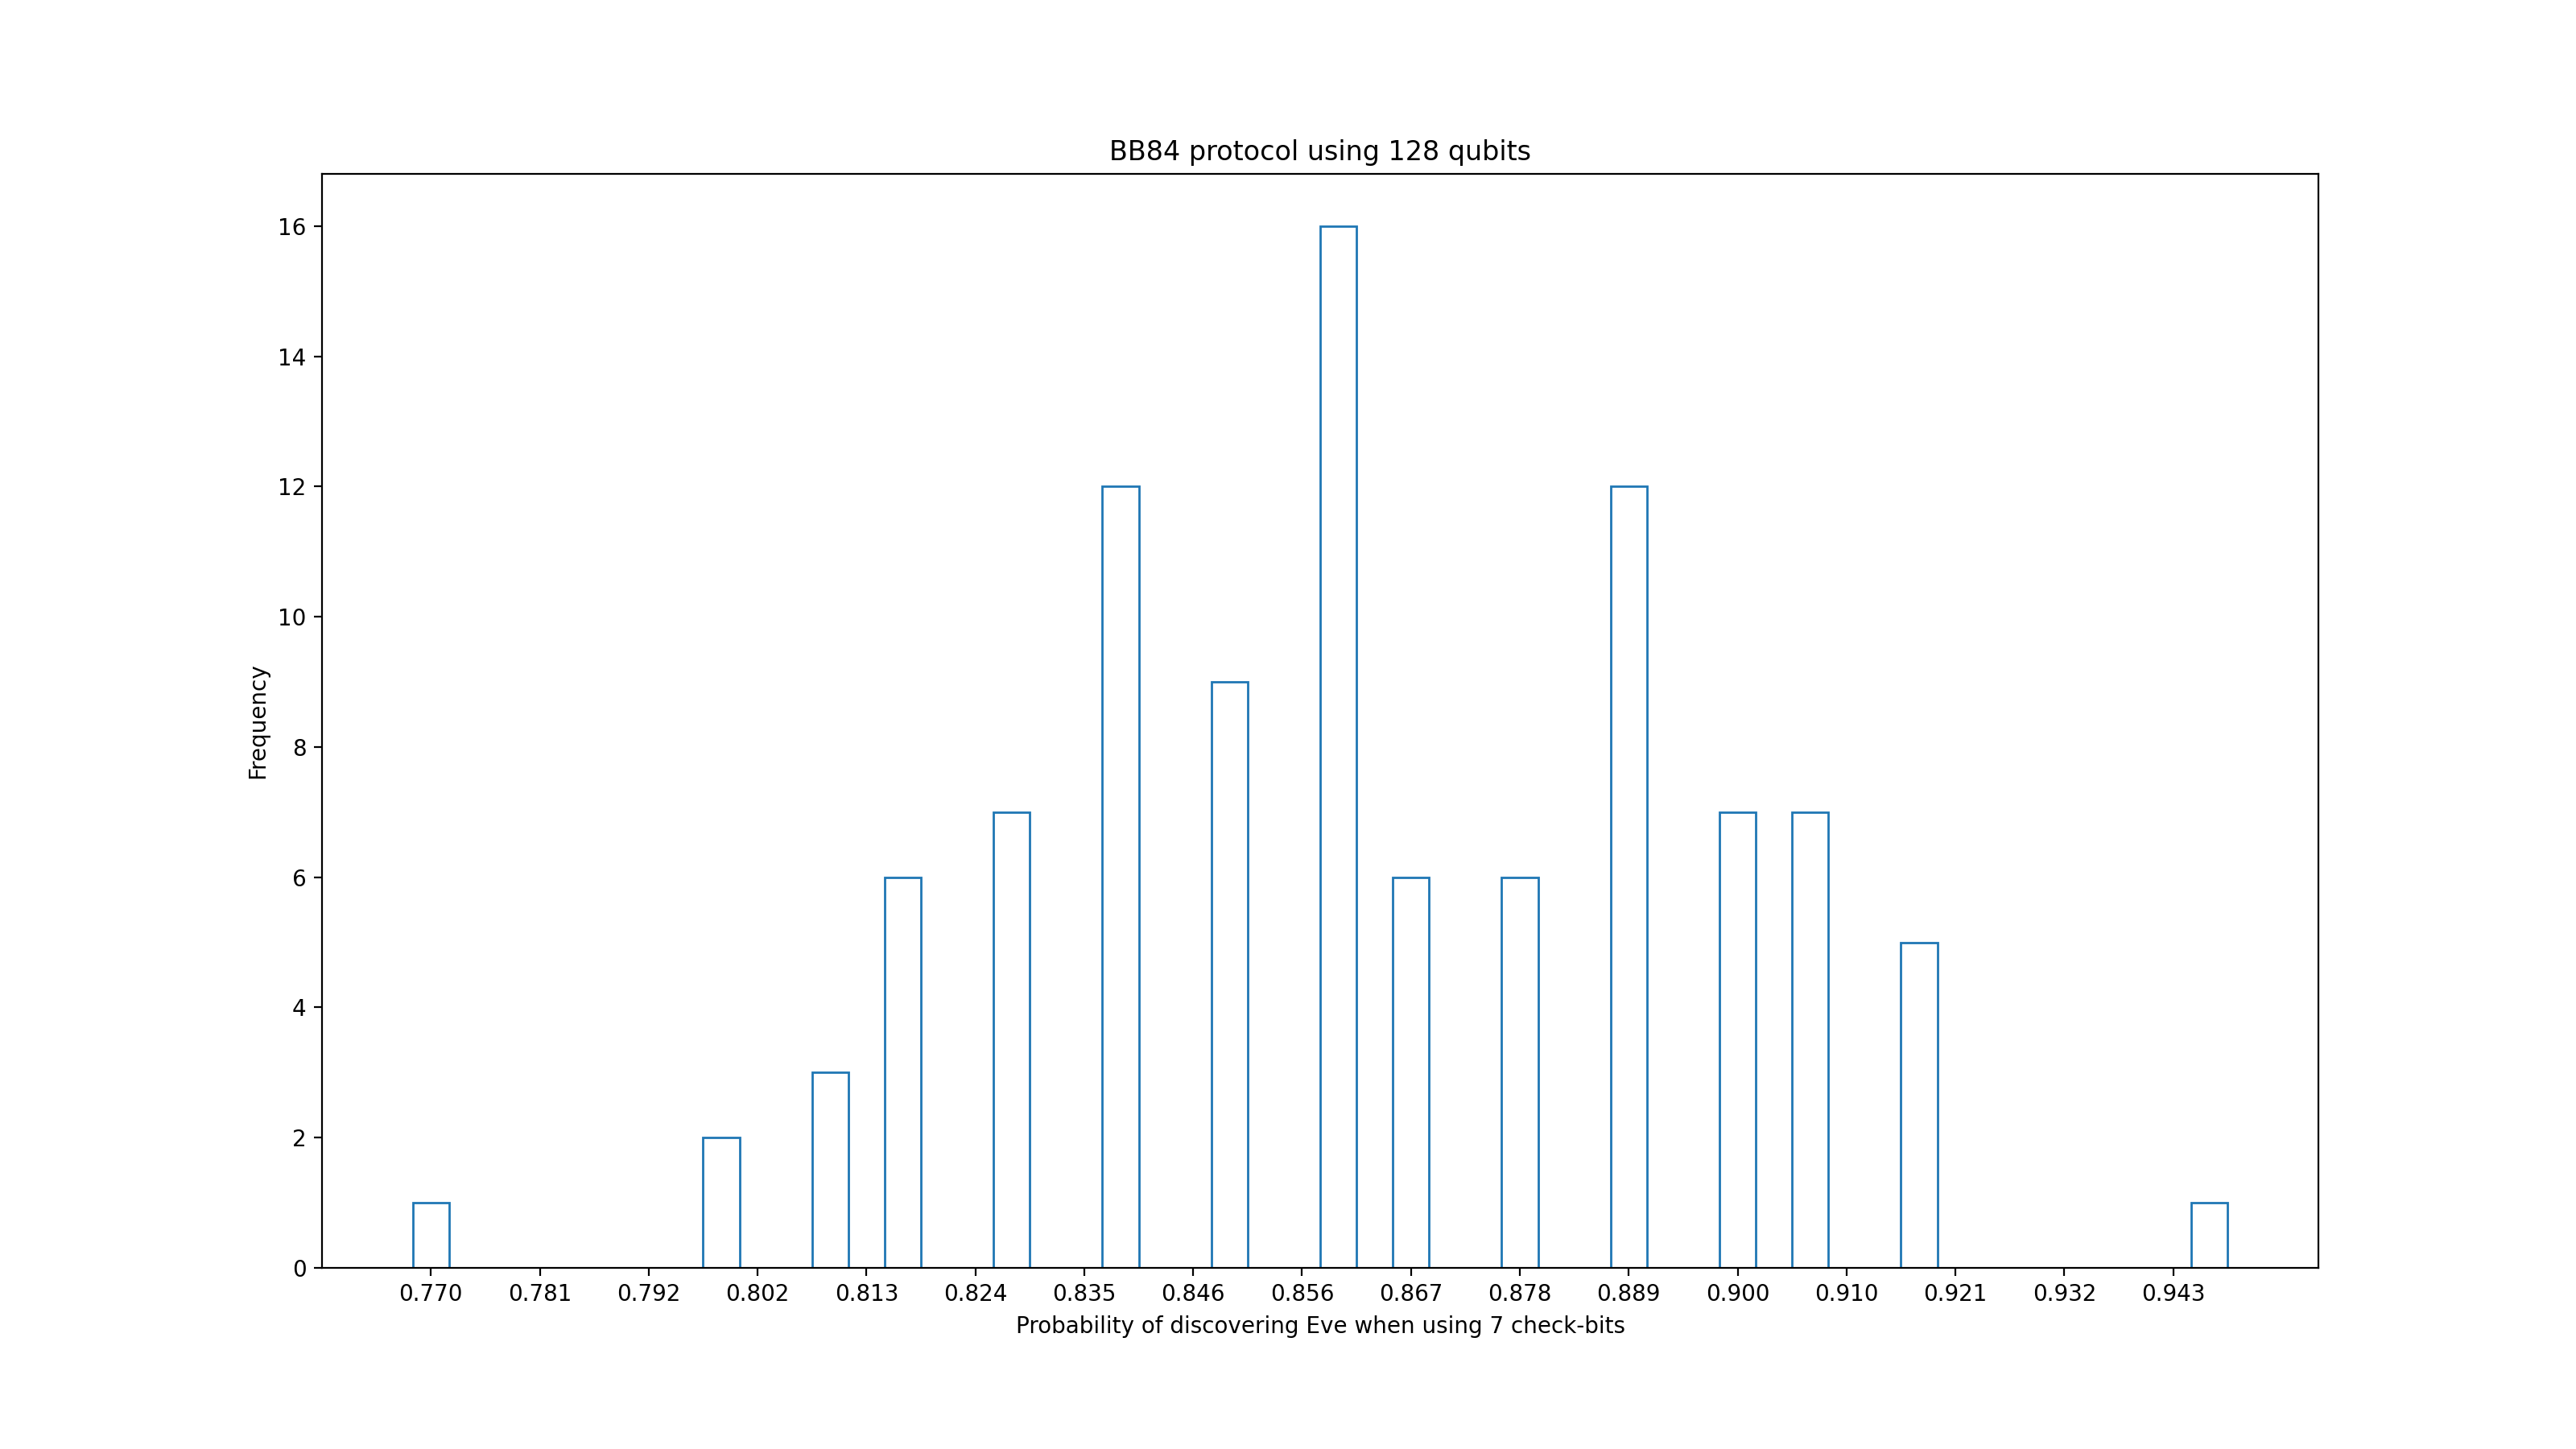 BB84 protocol using 128 qubits
16
14
12
10
8
6
4
2
0
Frequency
0.770 0.781 0.792 0.802 0.813 0.824 0.835 0.846 0.856 0.867 0.878 0.889 0.900 0.910 0.921 0.932 0.943
Probability of discovering Eve when using 7 check-bits